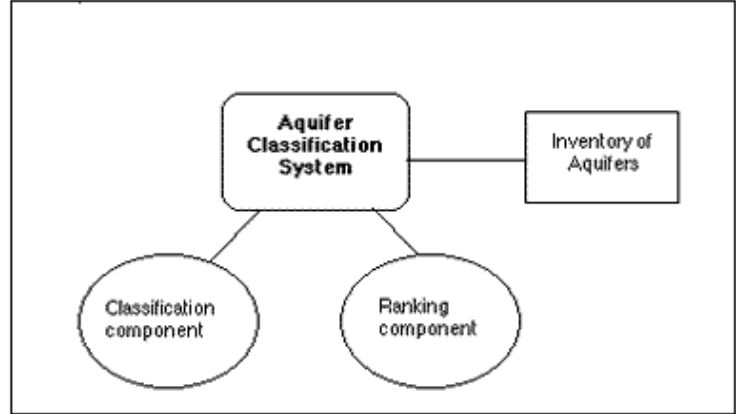 Aquifer
Classification
System
Inventory of
Aquifers
Classification
component
Ranking
component